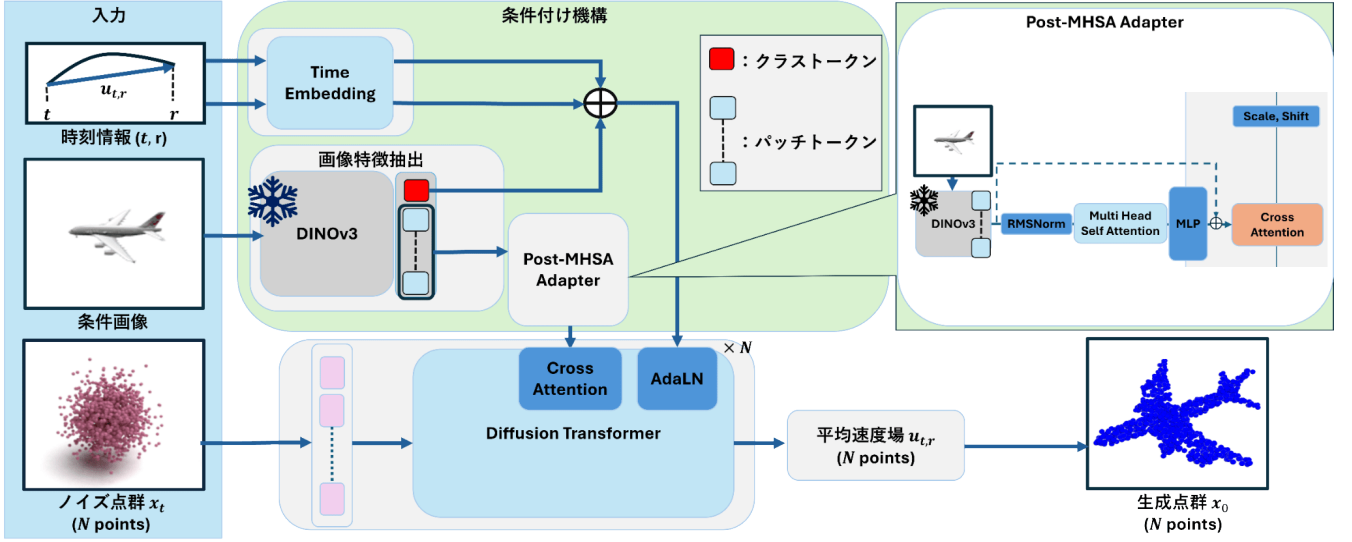 入力
u_{t,r}
t
r
時刻情報 (t, r)
条件画像
ノイズ点群 x_t
(N points)
条件付け機構
Time
Embedding
画像特徴抽出
DINOv3
Post-MHSA
Adapter
：クラストークン
：パッチトークン
Post-MHSA Adapter
Scale, Shift
DINOv3
RMSNorm
Multi Head
Self Attention
MLP
Cross
Attention
× N
Cross
Attention
AdaLN
Diffusion Transformer
平均速度場 u_{t,r}
(N points)
生成点群 x_0
(N points)